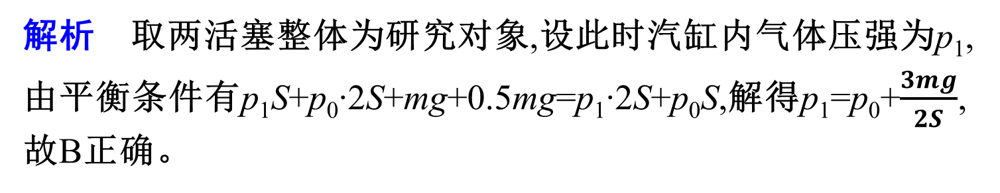 解析 取两活塞整体为研究对象,设此时汽缸内气体压强为p₁,
由平衡条件有p₁S+p₀·2S+mg+0.5mg=p₁·2S+p₀S,解得p₁=p₀+3mg/2S,
故B正确。